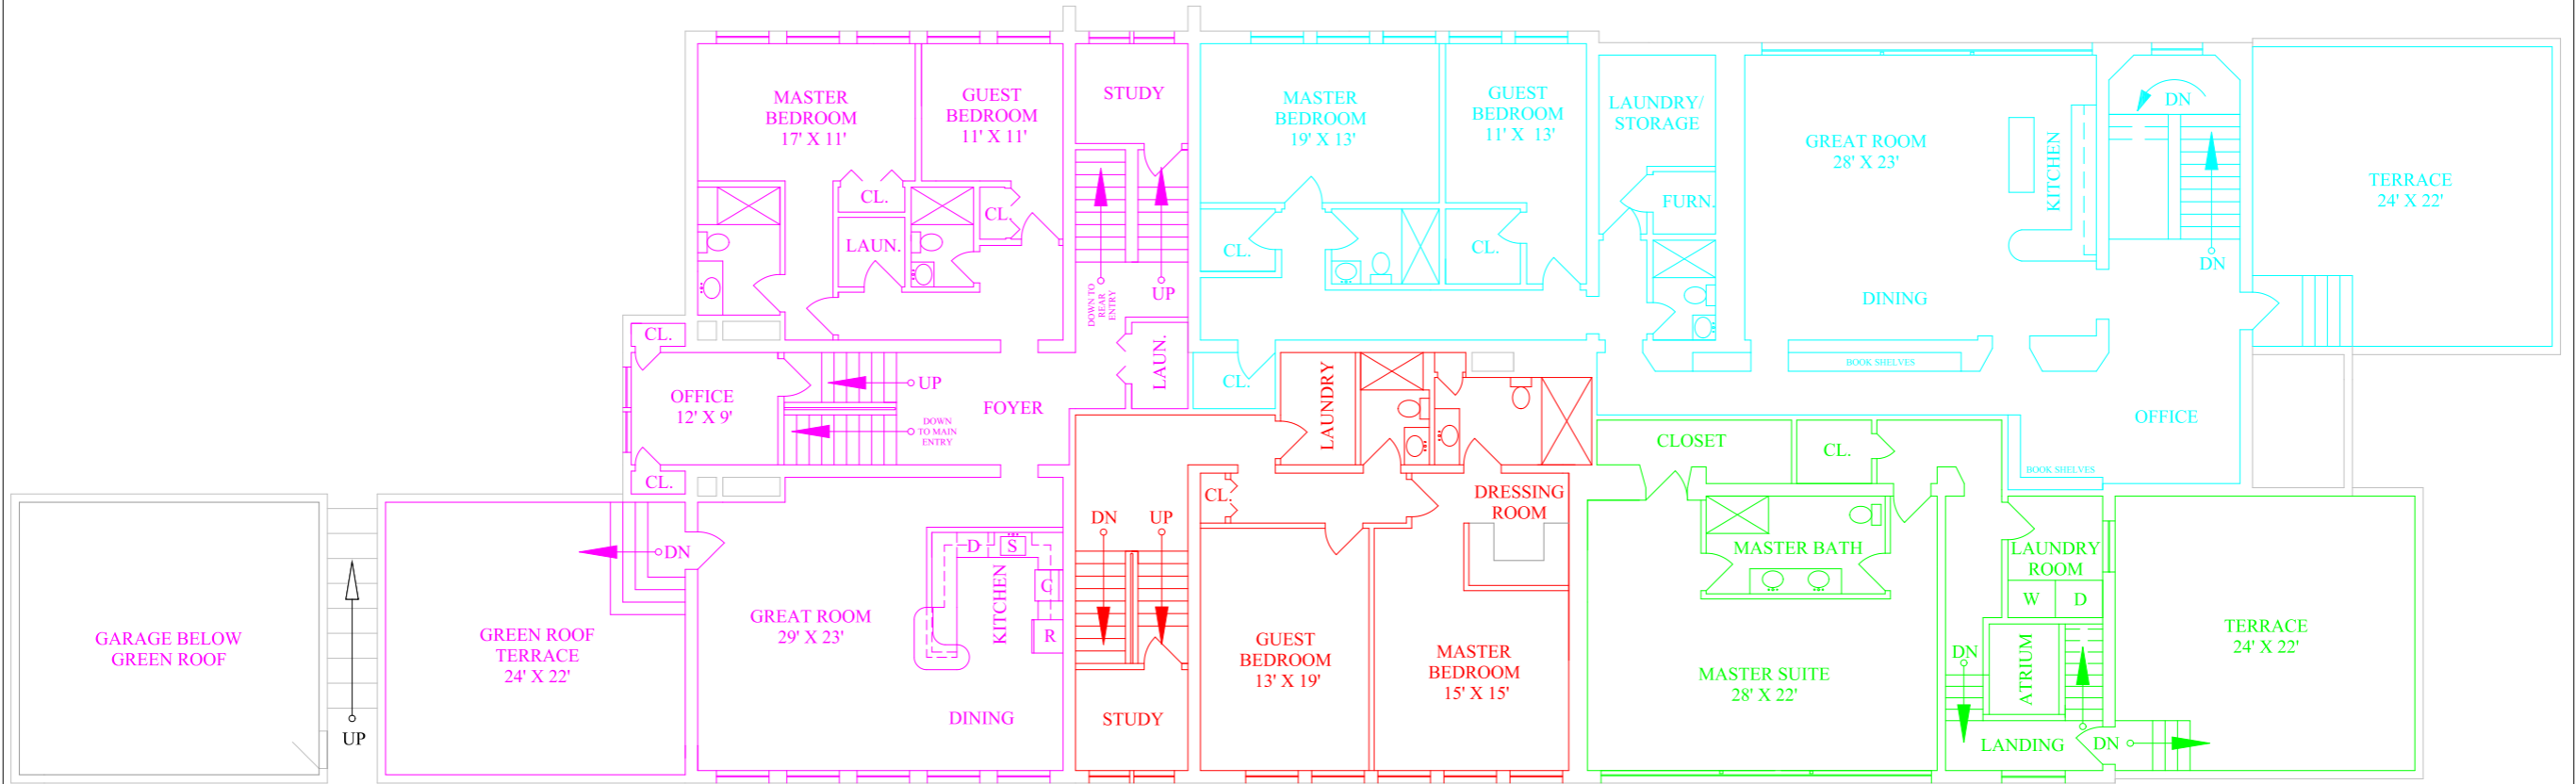 MASTER
BEDROOM
17' X 11'
GUEST
BEDROOM
11' X 11'
STUDY
CL.
CL.
LAUN.
DOWN TO
REAR
ENTRY
UP
LAUN.
CL.
OFFICE
12' X 9'
UP
DOWN
TO MAIN
ENTRY
FOYER
CL.
GARAGE BELOW
GREEN ROOF
UP
GREEN ROOF
TERRACE
24' X 22'
DN
GREAT ROOM
29' X 23'
D
S
C
R
KITCHEN
DINING
MASTER
BEDROOM
19' X 13'
GUEST
BEDROOM
11' X 13'
LAUNDRY/
STORAGE
FURN.
CL.
CL.
CL.
GREAT ROOM
28' X 23'
KITCHEN
DINING
BOOK SHELVES
DN
DN
TERRACE
24' X 22'
OFFICE
BOOK SHELVES
LAUNDRY
CL.
DRESSING
ROOM
DN
UP
GUEST
BEDROOM
13' X 19'
MASTER
BEDROOM
15' X 15'
STUDY
CLOSET
CL.
MASTER BATH
MASTER SUITE
28' X 22'
LAUNDRY
ROOM
W
D
DN
ATRIUM
LANDING
DN
TERRACE
24' X 22'